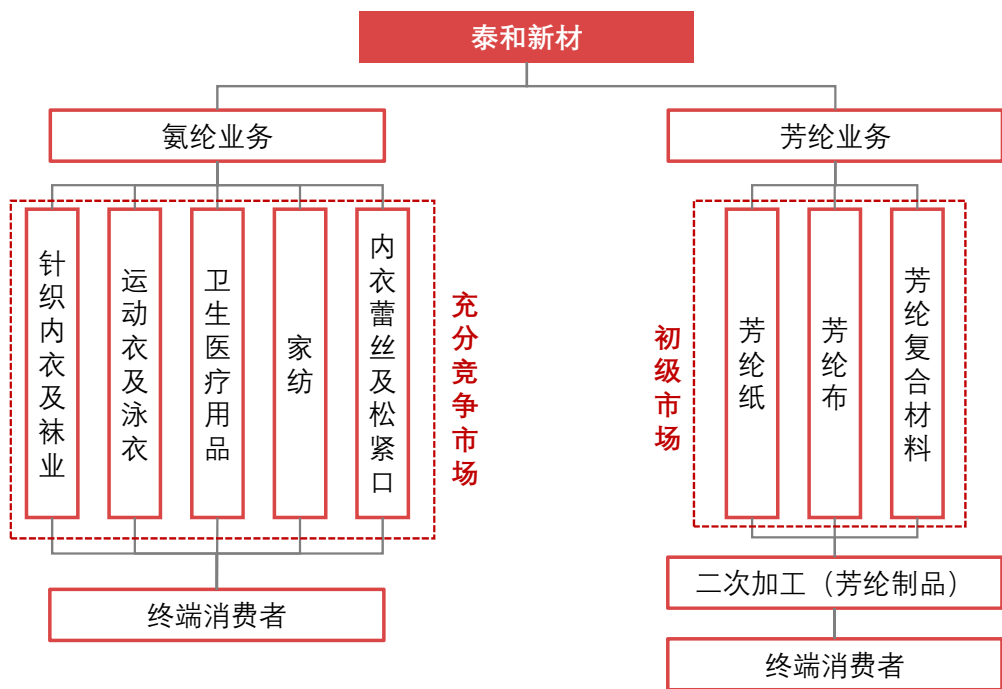 泰和新材
氨纶业务
芳纶业务
针织内衣及袜业
运动衣及泳衣
卫生医疗用品
家纺
内衣蕾丝及松紧口
充分竞争市场
初级市场
芳纶纸
芳纶布
芳纶复合材料
终端消费者
二次加工（芳纶制品）
终端消费者